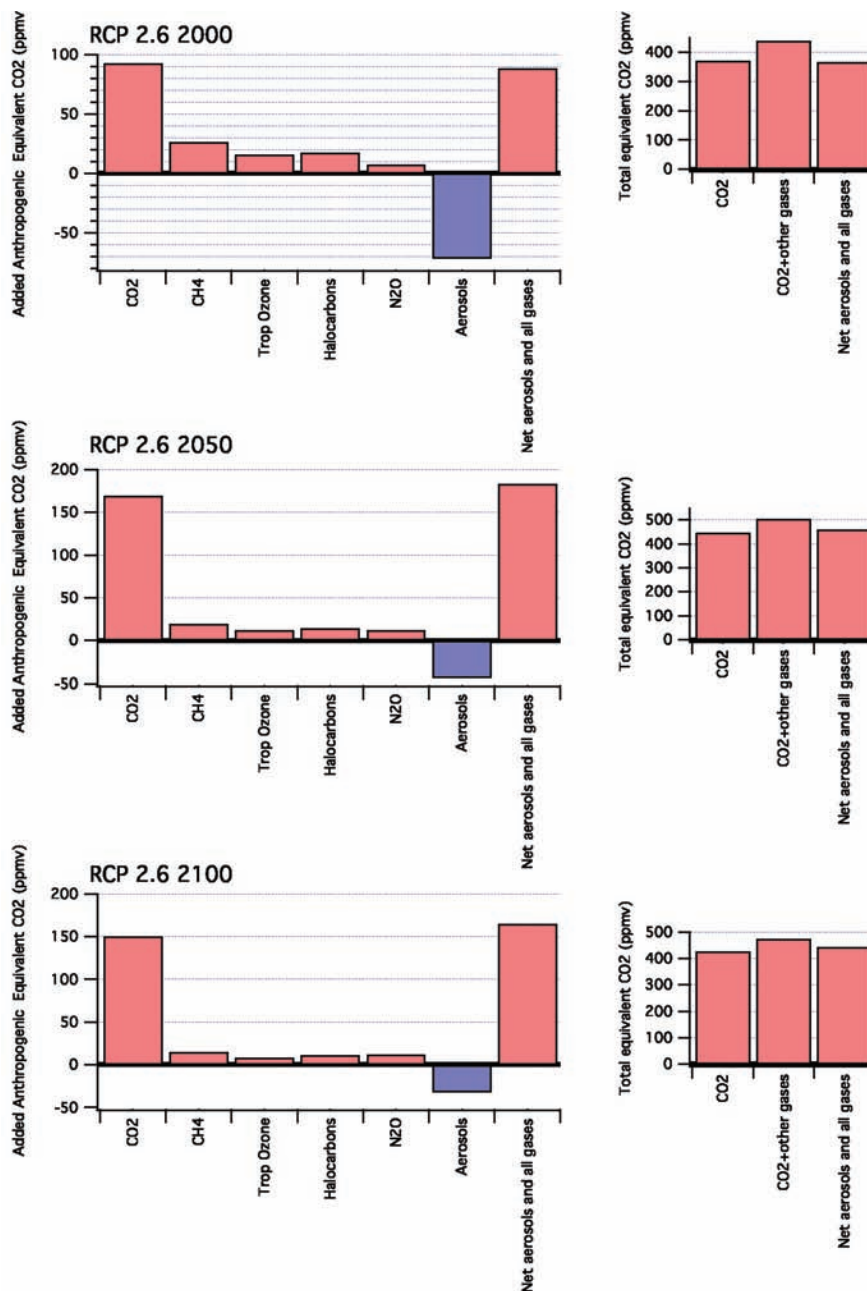 RCP 2.6 2000
Added Anthropogenic Equivalent CO2 (ppmv
100
50
0
-50
CO2
CH4
Trop Ozone
Halocarbons
N2O
Aerosols
Net aerosols and all gases
Total equivalent CO2 (ppmv)
400
300
200
100
0
CO2
CO2+other gases
Net aerosols and all gases
RCP 2.6 2050
Added Anthropogenic Equivalent CO2 (ppmv)
200
150
100
50
0
-50
CO2
CH4
Trop Ozone
Halocarbons
N2O
Aerosols
Net aerosols and all gases
Total equivalent CO2 (ppmv)
500
400
300
200
100
0
CO2
CO2+other gases
Net aerosols and all gases
RCP 2.6 2100
Added Anthropogenic Equivalent CO2 (ppmv)
200
150
100
50
0
-50
CO2
CH4
Trop Ozone
Halocarbons
N2O
Aerosols
Net aerosols and all gases
Total equivalent CO2 (ppmv)
500
400
300
200
100
0
CO2
CO2+other gases
Net aerosols and all gases